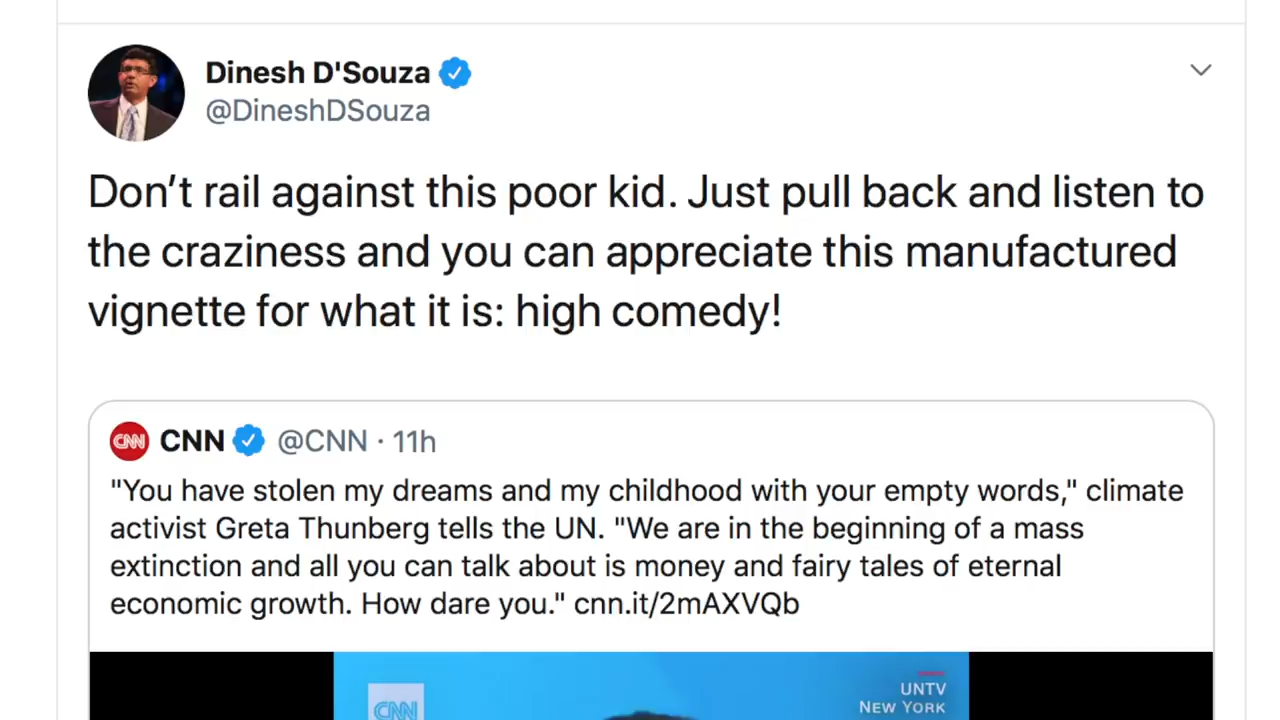 Dinesh D'Souza
@DineshDSouza
Don’t rail against this poor kid. Just pull back and listen to
the craziness and you can appreciate this manufactured
vignette for what it is: high comedy!
CNN CNN @CNN · 11h
"You have stolen my dreams and my childhood with your empty words," climate
activist Greta Thunberg tells the UN. "We are in the beginning of a mass
extinction and all you can talk about is money and fairy tales of eternal
economic growth. How dare you." cnn.it/2mAXVQb
UNTV
NEW YORK
CNN